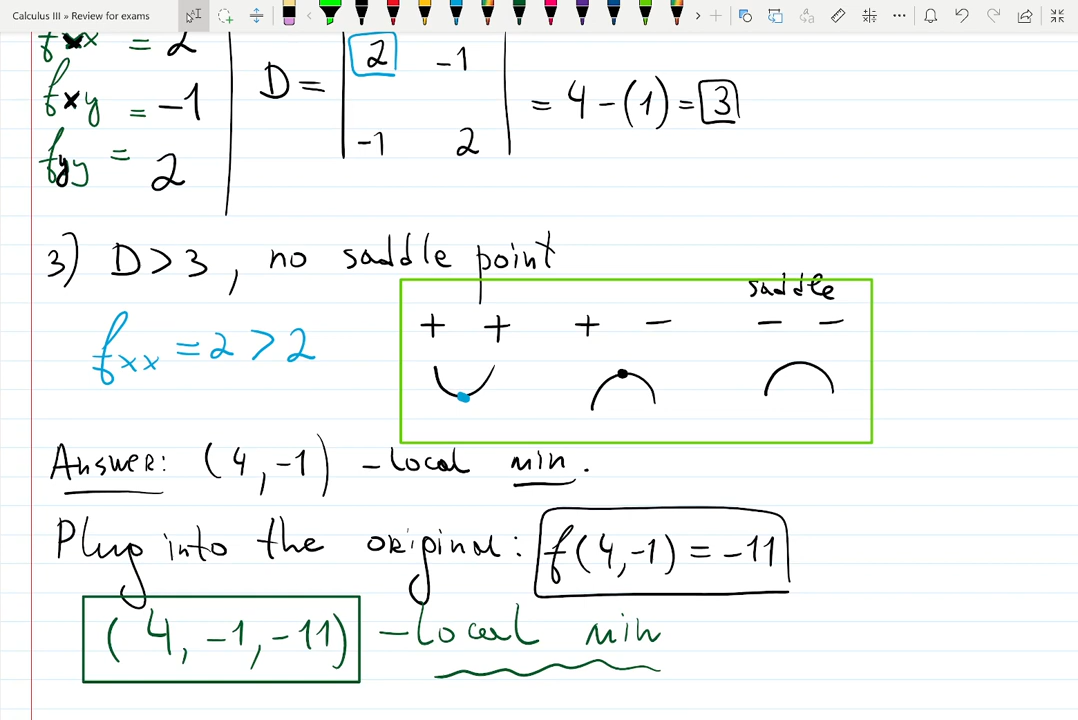 Calculus III » Review for exams
fxx = 2
fxy = -1
fyy = 2
D = | 2 -1
-1 2 | = 4 - (1) = 3
3) D > 3, no saddle point
saddle
+ + + - - -
fxx = 2 > 2
Answer: (4, -1) - local min.
Plug into the original: f(4, -1) = -11
(4, -1, -11) - local min